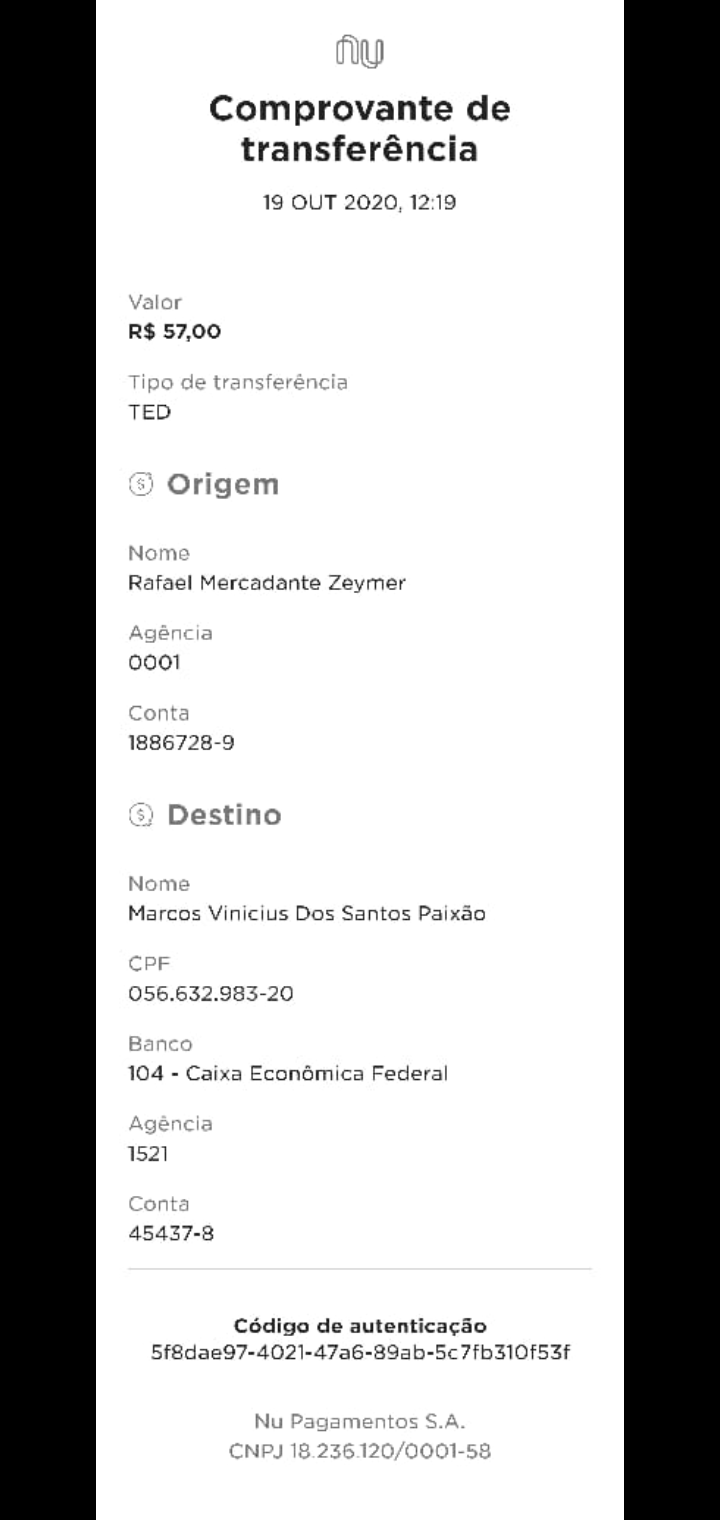 nu
Comprovante de
transferência
19 OUT 2020, 12:19
Valor
R$ 57,00
Tipo de transferência
TED
Origem
Nome
Rafael Mercadante Zeymer
Agência
0001
Conta
1886728-9
Destino
Nome
Marcos Vinicius Dos Santos Paixão
CPF
056.632.983-20
Banco
104 - Caixa Econômica Federal
Agência
1521
Conta
45437-8
Código de autenticação
5f8dae97-4021-47a6-89ab-5c7fb310f53f
Nu Pagamentos S.A.
CNPJ 18.236.120/0001-58